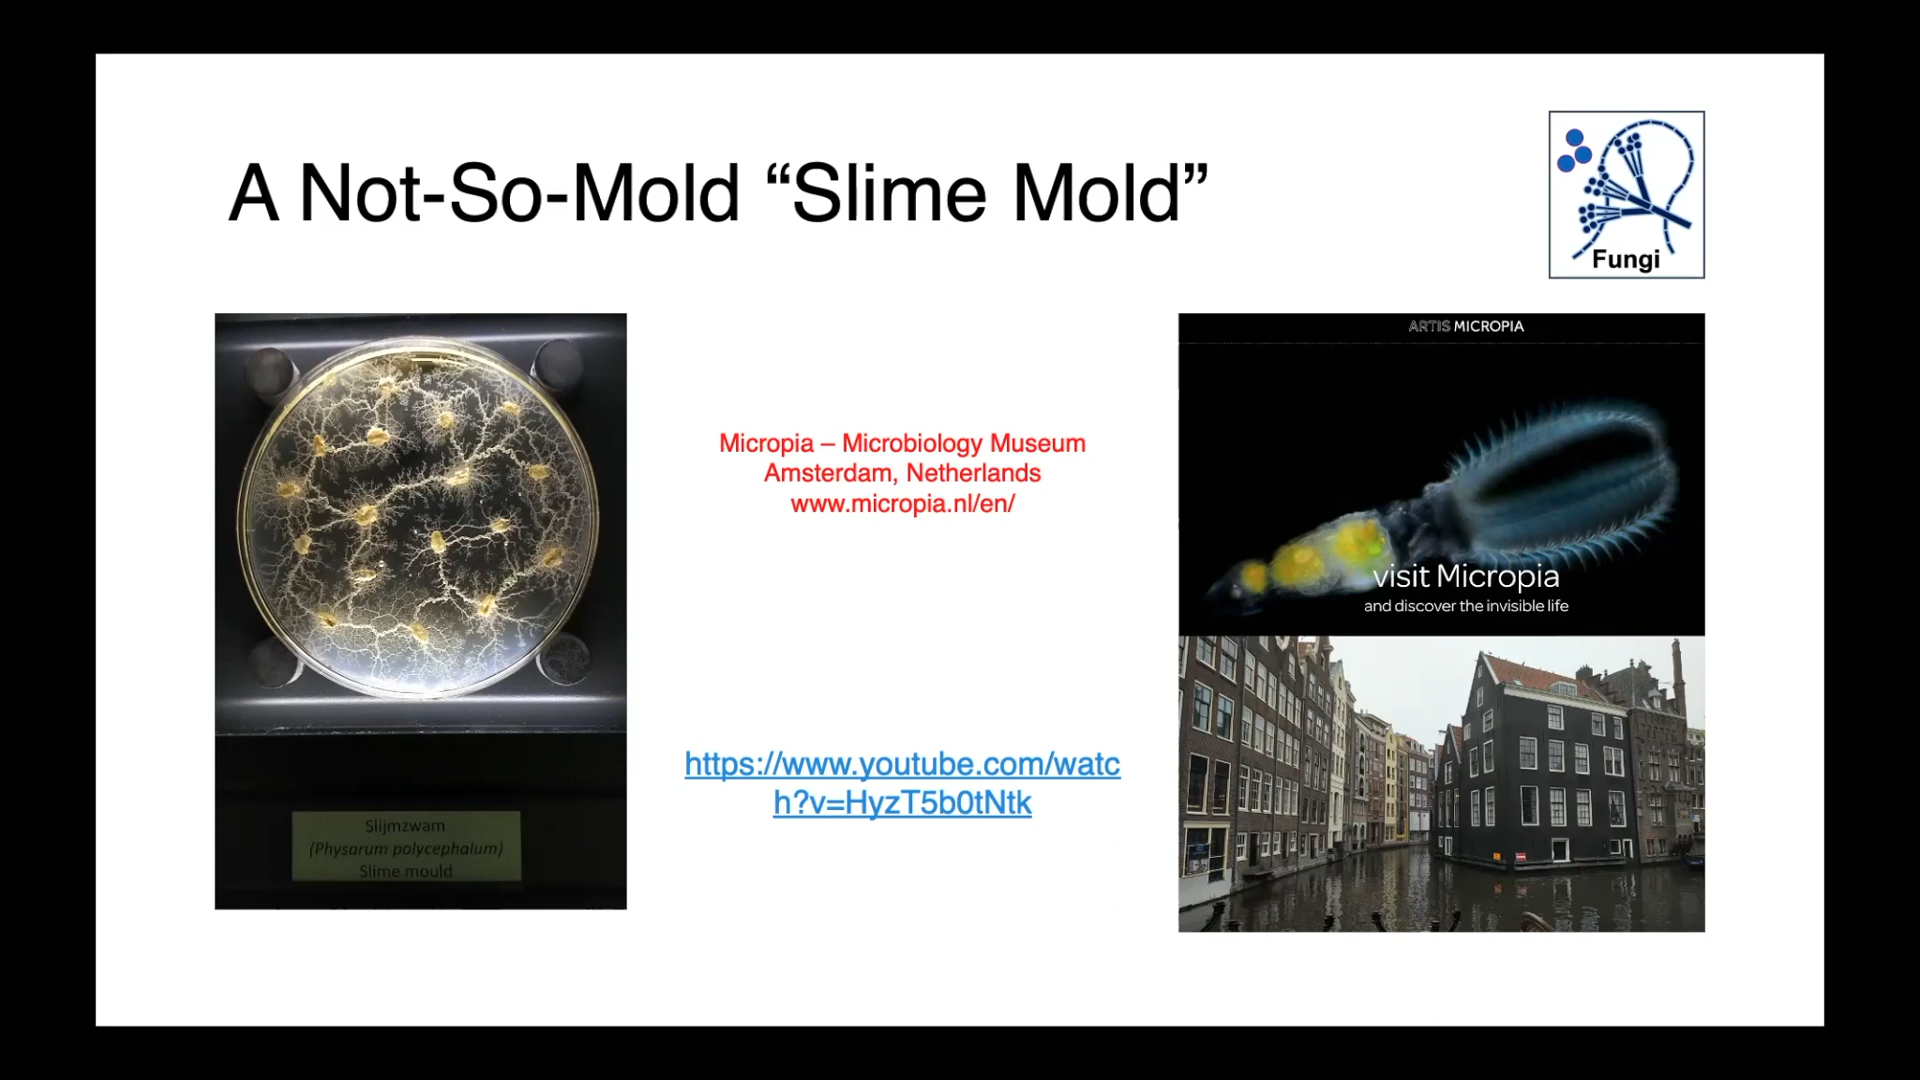 A Not-So-Mold “Slime Mold”
Fungi
Micropia – Microbiology Museum
Amsterdam, Netherlands
www.micropia.nl/en/
https://www.youtube.com/watc
h?v=HyzT5b0tNtk
Slijmzwam
(Physarum polycephalum)
Slime mould
ARTIS MICROPIA
visit Micropia
and discover the invisible life